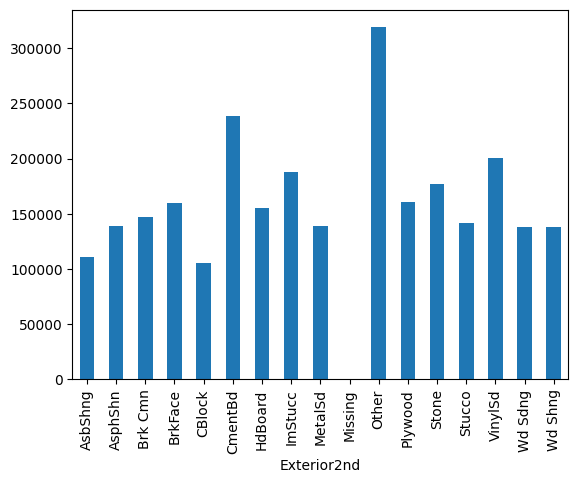 300000
250000
200000
150000
100000
50000
0
AsbShng
AsphShn
Brk Cmn
BrkFace
CBlock
CmentBd
HdBoard
ImStucc
MetalSd
Missing
Other
Plywood
Stone
Stucco
VinylSd
Wd Sdng
Wd Shng
Exterior2nd